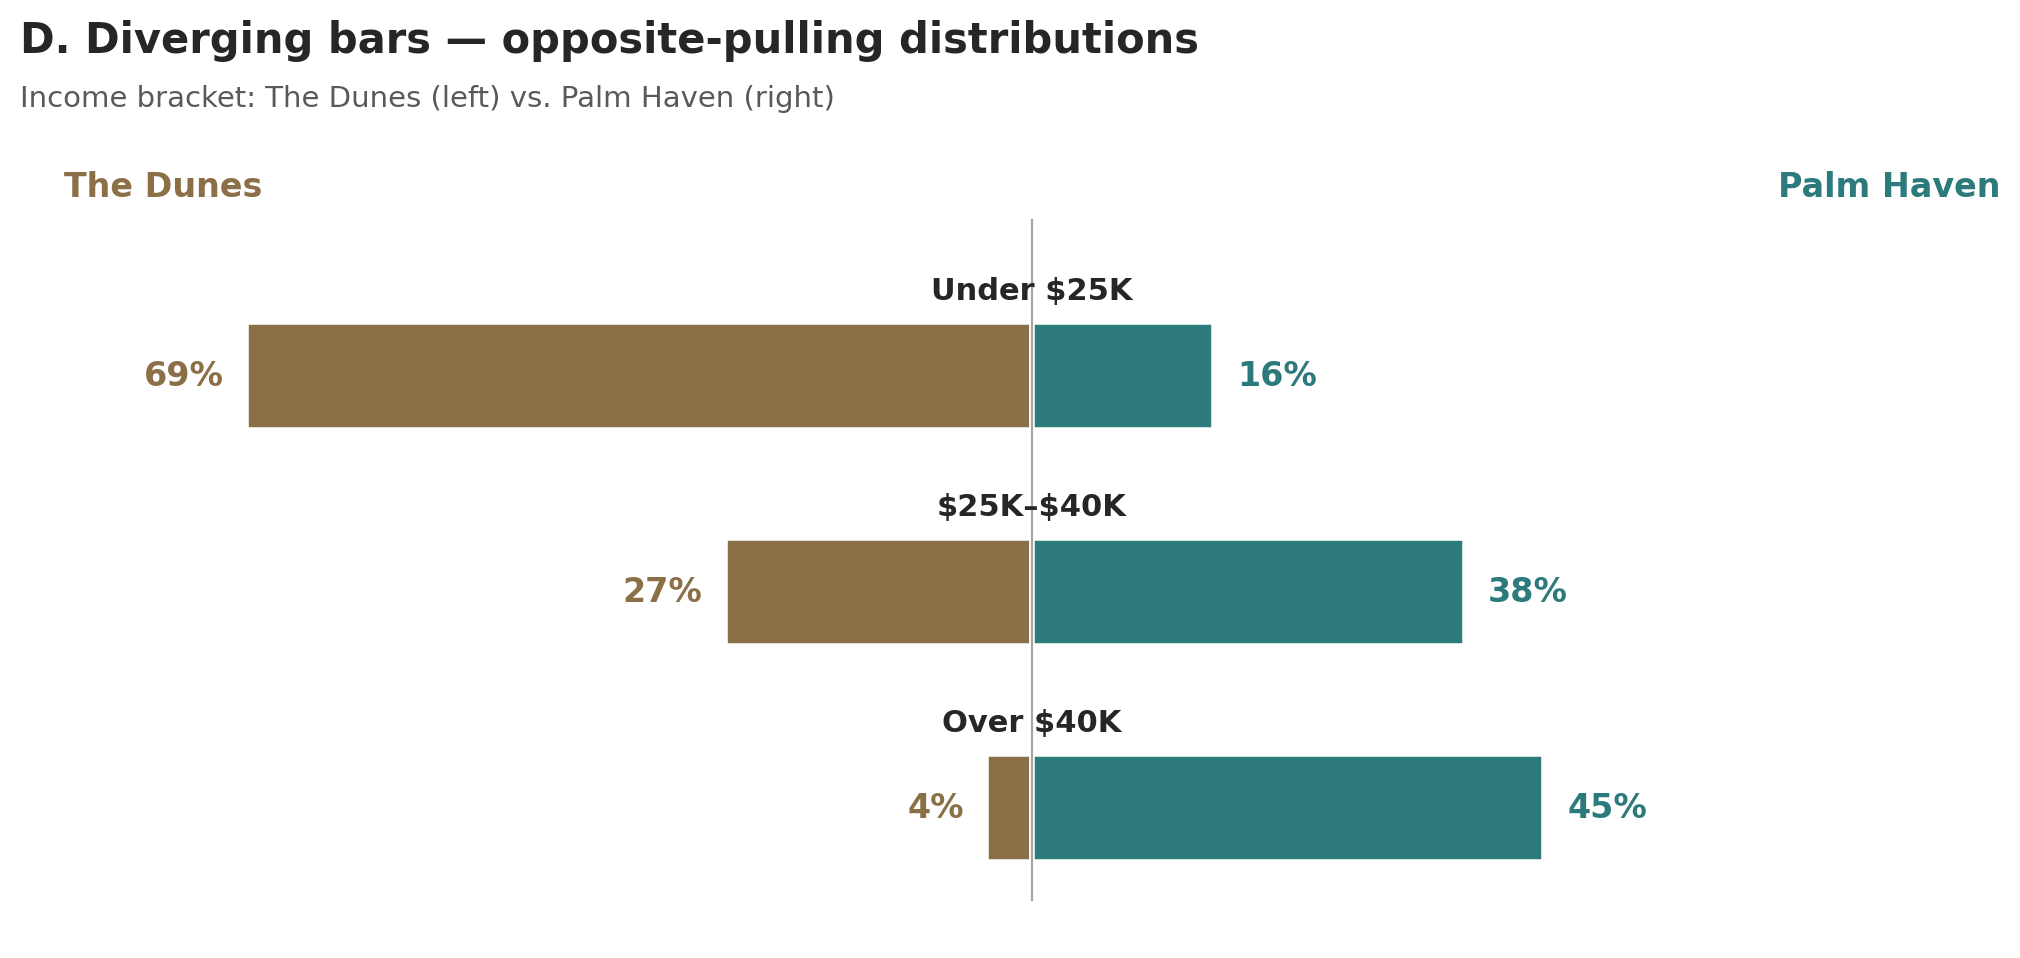 D. Diverging bars — opposite-pulling distributions
Income bracket: The Dunes (left) vs. Palm Haven (right)
The Dunes
Palm Haven
Under $25K
69%
16%
$25K–$40K
27%
38%
Over $40K
4%
45%